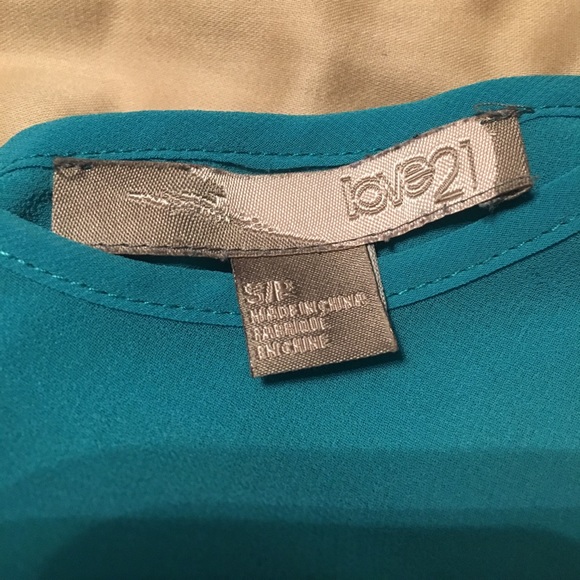 love21
S/P
MADE IN CHINA
FABRIQUE
EN CHINE